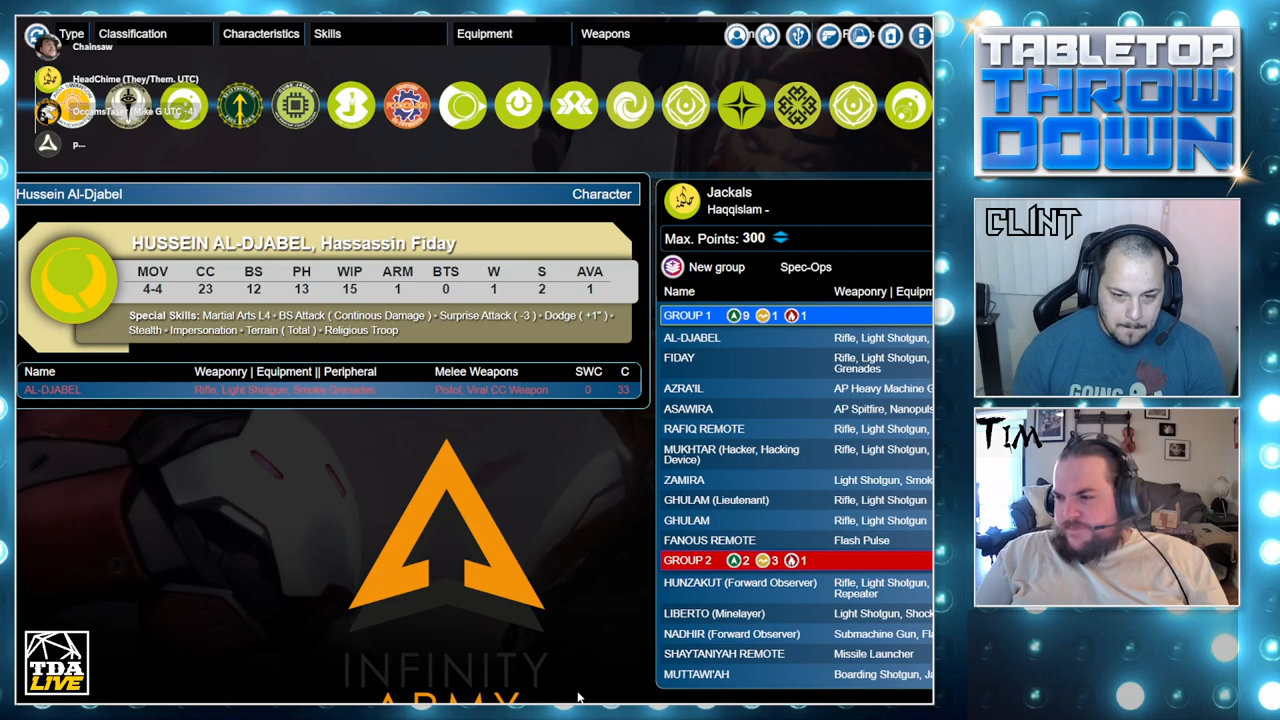 Type Classification Characteristics Skills Equipment Weapons
Chainsaw
HeadChime (They/Them. UTC)
OccamsTaser (Mike G UTC -4)
p...
Hussein Al-Djabel Character
HUSSEIN AL-DJABEL, Hassassin Fiday
MOV CC BS PH WIP ARM BTS W S AVA
4-4 23 12 13 15 1 0 1 2 1
Special Skills: Martial Arts L4 • BS Attack ( Continous Damage ) • Surprise Attack ( -3 ) • Dodge ( +1" ) •
Stealth • Impersonation • Terrain ( Total ) • Religious Troop
Name Weaponry | Equipment || Peripheral Melee Weapons SWC C
AL-DJABEL Rifle, Light Shotgun, Smoke Grenades Pistol, Viral CC Weapon 0 33
INFINITY
ARMY
TDA
LIVE
Jackals
Haqqislam -
Max. Points: 300
New group Spec-Ops
Name Weaponry | Equipm
GROUP 1 9 1 1
AL-DJABEL Rifle, Light Shotgun,
FIDAY Rifle, Light Shotgun,
Grenades
AZRA'IL AP Heavy Machine G
ASAWIRA AP Spitfire, Nanopuls
RAFIQ REMOTE Rifle, Light Shotgun,
MUKHTAR (Hacker, Hacking Rifle, Light Shotgun,
Device)
ZAMIRA Light Shotgun, Smok
GHULAM (Lieutenant) Rifle, Light Shotgun
GHULAM Rifle, Light Shotgun
FANOUS REMOTE Flash Pulse
GROUP 2 2 3 1
HUNZAKUT (Forward Observer) Rifle, Light Shotgun,
Repeater
LIBERTO (Minelayer) Light Shotgun, Shock
NADHIR (Forward Observer) Submachine Gun, Fl
SHAYTANIYAH REMOTE Missile Launcher
MUTTAWI'AH Boarding Shotgun, Ja
TABLETOP
THROW
DOWN
CLINT
GOING
TIM